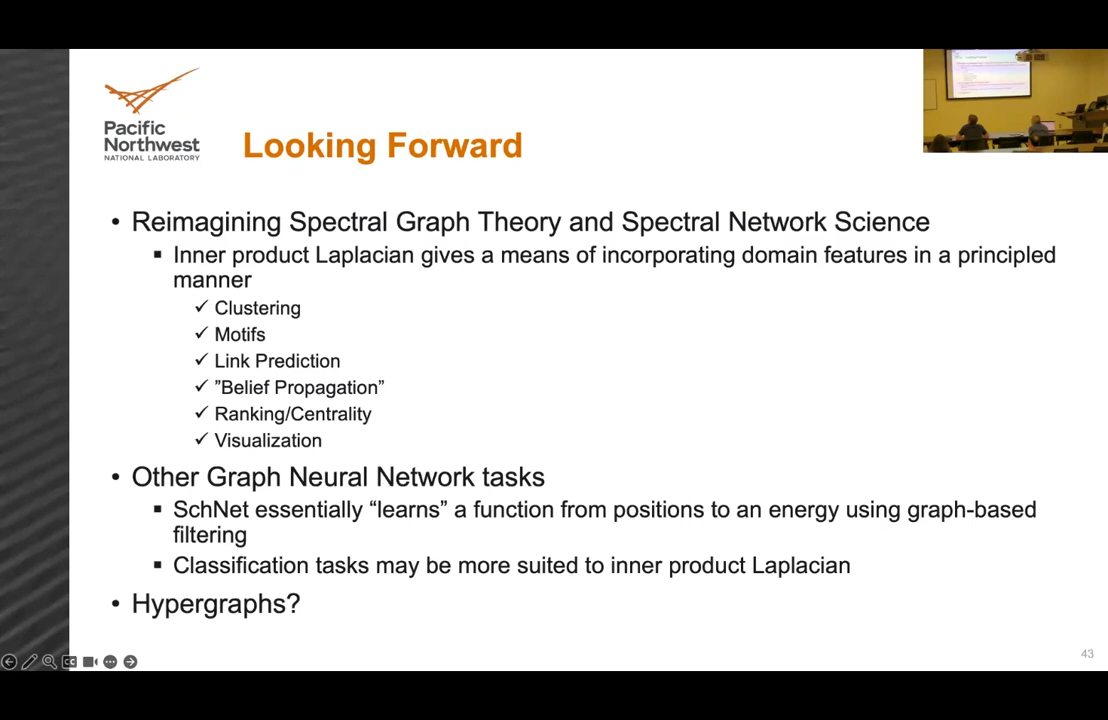 Pacific
Northwest
NATIONAL LABORATORY
Looking Forward
• Reimagining Spectral Graph Theory and Spectral Network Science
▪ Inner product Laplacian gives a means of incorporating domain features in a principled
manner
✓ Clustering
✓ Motifs
✓ Link Prediction
✓ ”Belief Propagation”
✓ Ranking/Centrality
✓ Visualization
• Other Graph Neural Network tasks
▪ SchNet essentially “learns” a function from positions to an energy using graph-based
filtering
▪ Classification tasks may be more suited to inner product Laplacian
• Hypergraphs?
CC
43